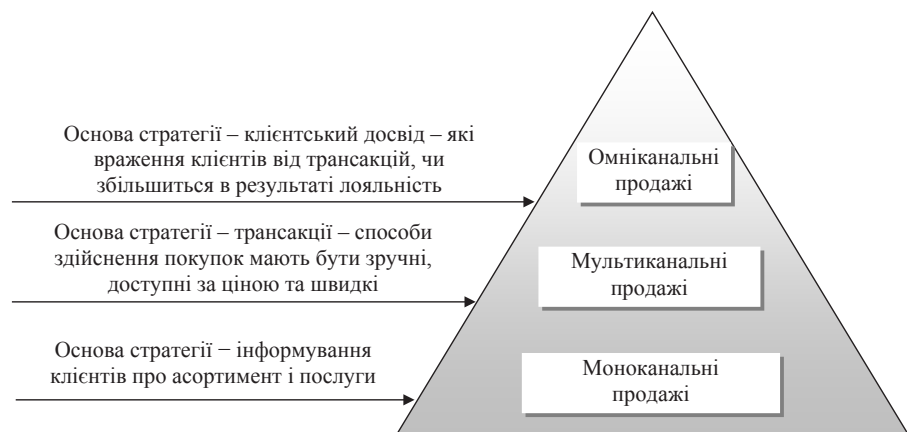 Основа стратегії – клієнтський досвід – які
враження клієнтів від трансакцій, чи
збільшиться в результаті лояльність
Омніканальні
продажі
Основа стратегії – трансакції – способи
здійснення покупок мають бути зручні,
доступні за ціною та швидкі
Мультиканальні
продажі
Основа стратегії − інформування
клієнтів про асортимент і послуги
Моноканальні
продажі